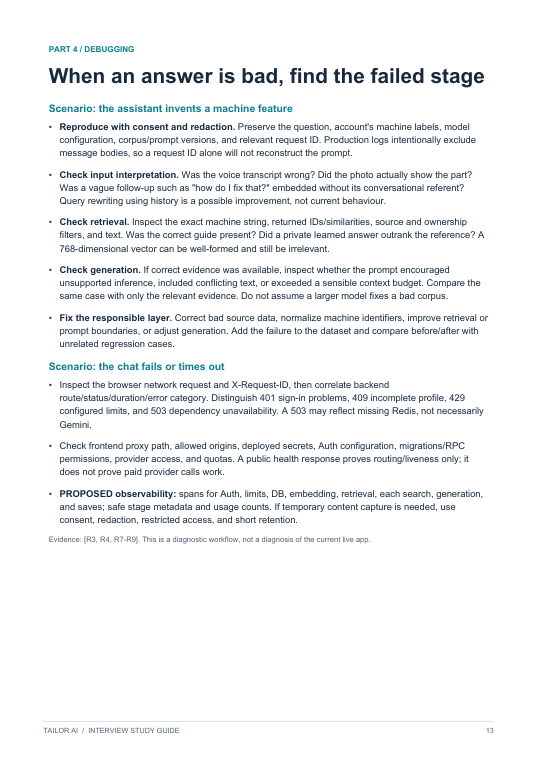 PART 4 / DEBUGGING
When an answer is bad, find the failed stage
Scenario: the assistant invents a machine feature
• Reproduce with consent and redaction. Preserve the question, account's machine labels, model
configuration, corpus/prompt versions, and relevant request ID. Production logs intentionally exclude
message bodies, so a request ID alone will not reconstruct the prompt.
• Check input interpretation. Was the voice transcript wrong? Did the photo actually show the part?
Was a vague follow-up such as "how do I fix that?" embedded without its conversational referent?
Query rewriting using history is a possible improvement, not current behaviour.
• Check retrieval. Inspect the exact machine string, returned IDs/similarities, source and ownership
filters, and text. Was the correct guide present? Did a private learned answer outrank the reference? A
768-dimensional vector can be well-formed and still be irrelevant.
• Check generation. If correct evidence was available, inspect whether the prompt encouraged
unsupported inference, included conflicting text, or exceeded a sensible context budget. Compare the
same case with only the relevant evidence. Do not assume a larger model fixes a bad corpus.
• Fix the responsible layer. Correct bad source data, normalize machine identifiers, improve retrieval or
prompt boundaries, or adjust generation. Add the failure to the dataset and compare before/after with
unrelated regression cases.
Scenario: the chat fails or times out
• Inspect the browser network request and X-Request-ID, then correlate backend
route/status/duration/error category. Distinguish 401 sign-in problems, 409 incomplete profile, 429
configured limits, and 503 dependency unavailability. A 503 may reflect missing Redis, not necessarily
Gemini.
• Check frontend proxy path, allowed origins, deployed secrets, Auth configuration, migrations/RPC
permissions, provider access, and quotas. A public health response proves routing/liveness only; it
does not prove paid provider calls work.
• PROPOSED observability: spans for Auth, limits, DB, embedding, retrieval, each search, generation,
and saves; safe stage metadata and usage counts. If temporary content capture is needed, use
consent, redaction, restricted access, and short retention.
Evidence: [R3, R4, R7-R9]. This is a diagnostic workflow, not a diagnosis of the current live app.
TAILOR AI / INTERVIEW STUDY GUIDE
13